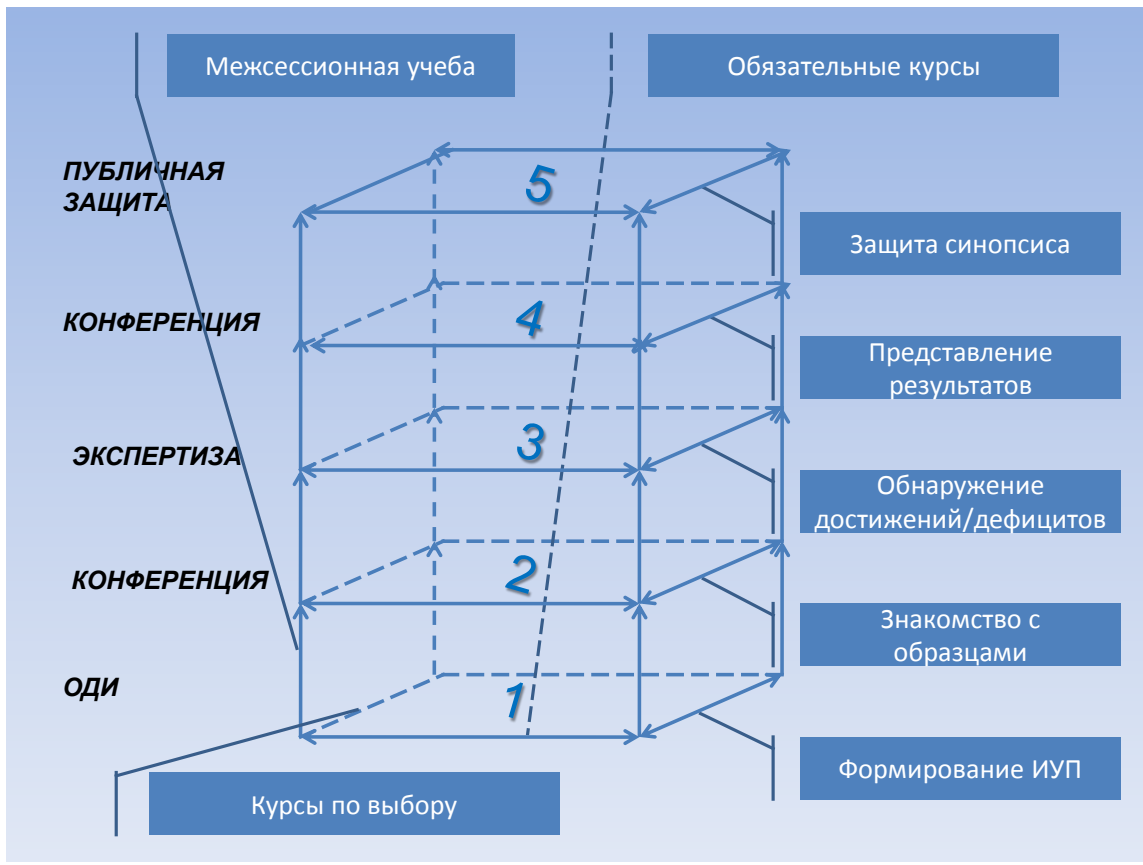 Межсессионная учеба
Обязательные курсы
ПУБЛИЧНАЯ
ЗАЩИТА
5
Защита синопсиса
КОНФЕРЕНЦИЯ
4
Представление
результатов
ЭКСПЕРТИЗА
3
Обнаружение
достижений/дефицитов
КОНФЕРЕНЦИЯ
2
Знакомство с
образцами
ОДИ
1
Формирование ИУП
Курсы по выбору